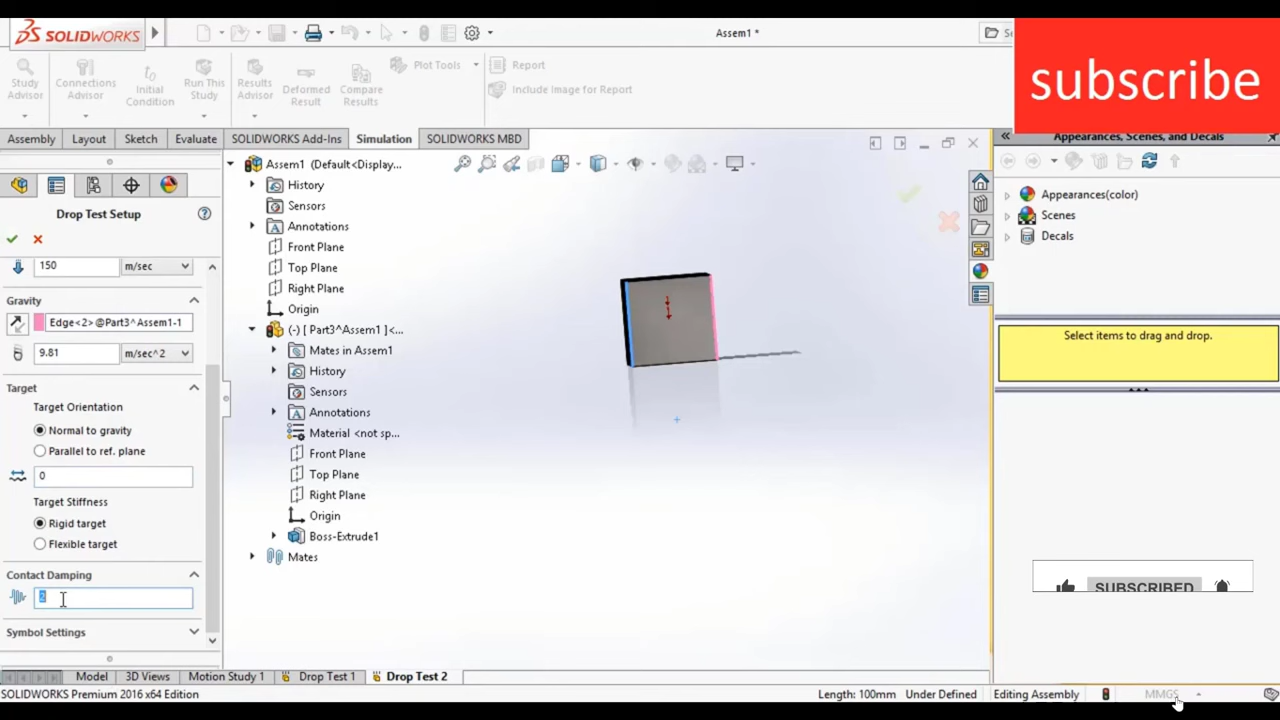 SOLIDWORKS
Assem1 *
subscribe
Study Advisor
Connections Advisor
Initial Condition
Run This Study
Results Advisor
Deformed Result
Compare Results
Plot Tools
Report
Include Image for Report
Assembly
Layout
Sketch
Evaluate
SOLIDWORKS Add-Ins
Simulation
SOLIDWORKS MBD
Appearances, Scenes, and Decals
Drop Test Setup
150
m/sec
Gravity
Edge<2>@Part3^Assem1-1
9.81
m/sec^2
Target
Target Orientation
Normal to gravity
Parallel to ref. plane
0
Target Stiffness
Rigid target
Flexible target
Contact Damping
Symbol Settings
Assem1 (Default<Display...
History
Sensors
Annotations
Front Plane
Top Plane
Right Plane
Origin
(-) [ Part3^Assem1 ]<...
Mates in Assem1
History
Sensors
Annotations
Material <not sp...
Front Plane
Top Plane
Right Plane
Origin
Boss-Extrude1
Mates
Appearances(color)
Scenes
Decals
Select items to drag and drop.
SUBSCRIBED
Model
3D Views
Motion Study 1
Drop Test 1
Drop Test 2
SOLIDWORKS Premium 2016 x64 Edition
Length: 100mm
Under Defined
Editing Assembly
MMGS